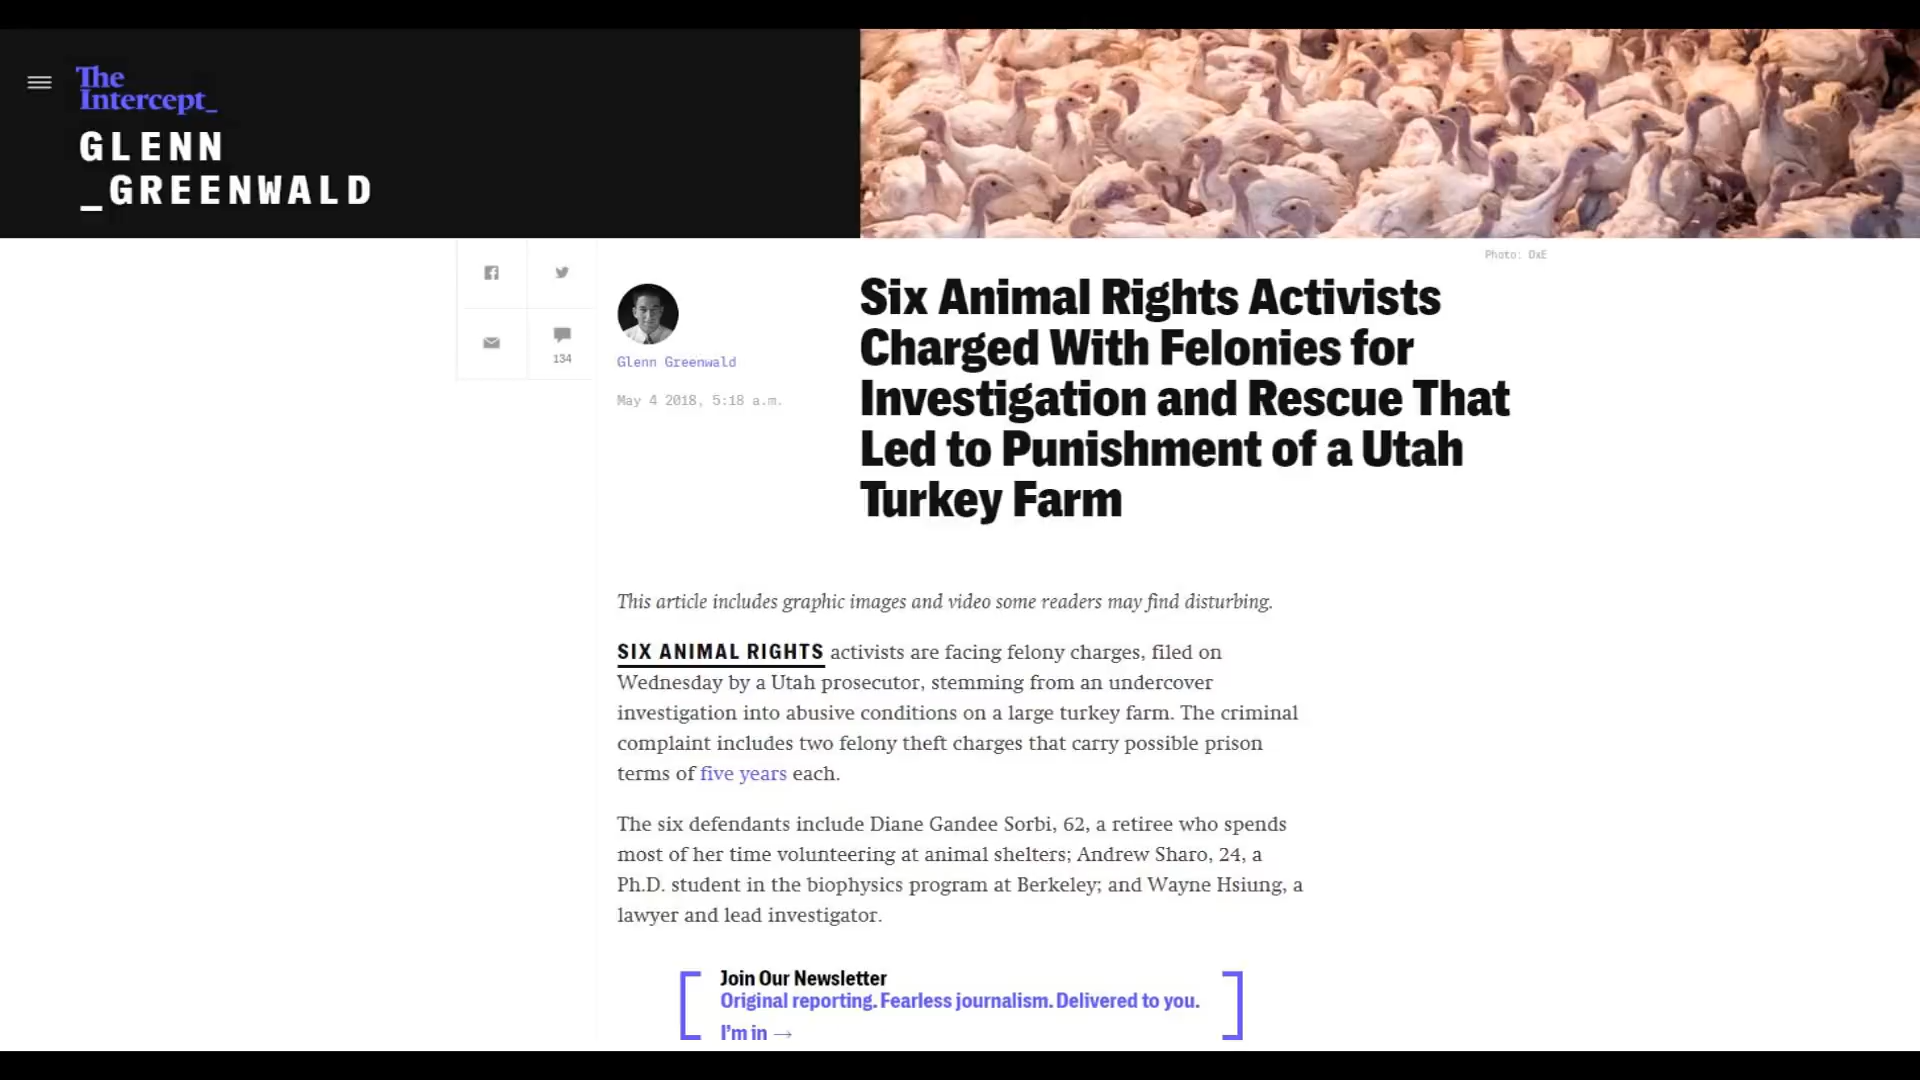 The
Intercept_
GLENN
_GREENWALD
Photo: DxE
134
Glenn Greenwald
May 4 2018, 5:18 a.m.
Six Animal Rights Activists
Charged With Felonies for
Investigation and Rescue That
Led to Punishment of a Utah
Turkey Farm
This article includes graphic images and video some readers may find disturbing.
SIX ANIMAL RIGHTS activists are facing felony charges, filed on
Wednesday by a Utah prosecutor, stemming from an undercover
investigation into abusive conditions on a large turkey farm. The criminal
complaint includes two felony theft charges that carry possible prison
terms of five years each.
The six defendants include Diane Gandee Sorbi, 62, a retiree who spends
most of her time volunteering at animal shelters; Andrew Sharo, 24, a
Ph.D. student in the biophysics program at Berkeley; and Wayne Hsiung, a
lawyer and lead investigator.
Join Our Newsletter
Original reporting. Fearless journalism. Delivered to you.
I'm in →